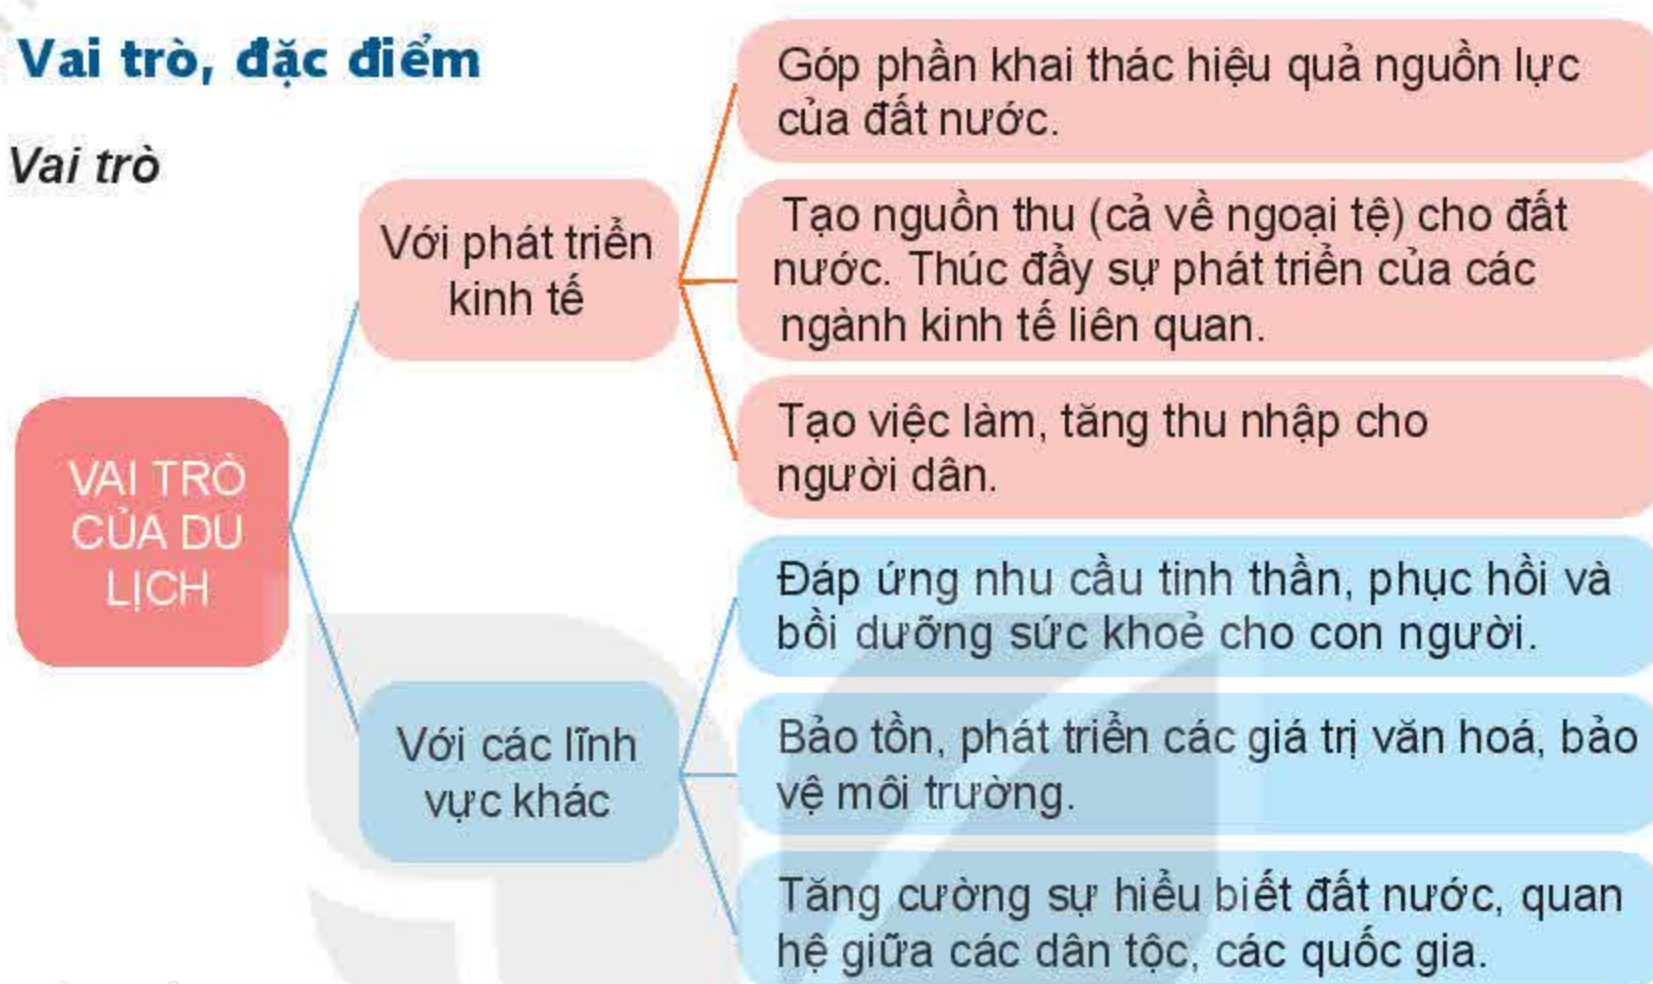 Vai trò, đặc điểm
Vai trò
VAI TRÒ
CỦA DU
LỊCH
Với phát triển
kinh tế
Góp phần khai thác hiệu quả nguồn lực
của đất nước.
Tạo nguồn thu (cả về ngoại tệ) cho đất
nước. Thúc đẩy sự phát triển của các
ngành kinh tế liên quan.
Tạo việc làm, tăng thu nhập cho
người dân.
Với các lĩnh
vực khác
Đáp ứng nhu cầu tinh thần, phục hồi và
bồi dưỡng sức khoẻ cho con người.
Bảo tồn, phát triển các giá trị văn hoá, bảo
vệ môi trường.
Tăng cường sự hiểu biết đất nước, quan
hệ giữa các dân tộc, các quốc gia.